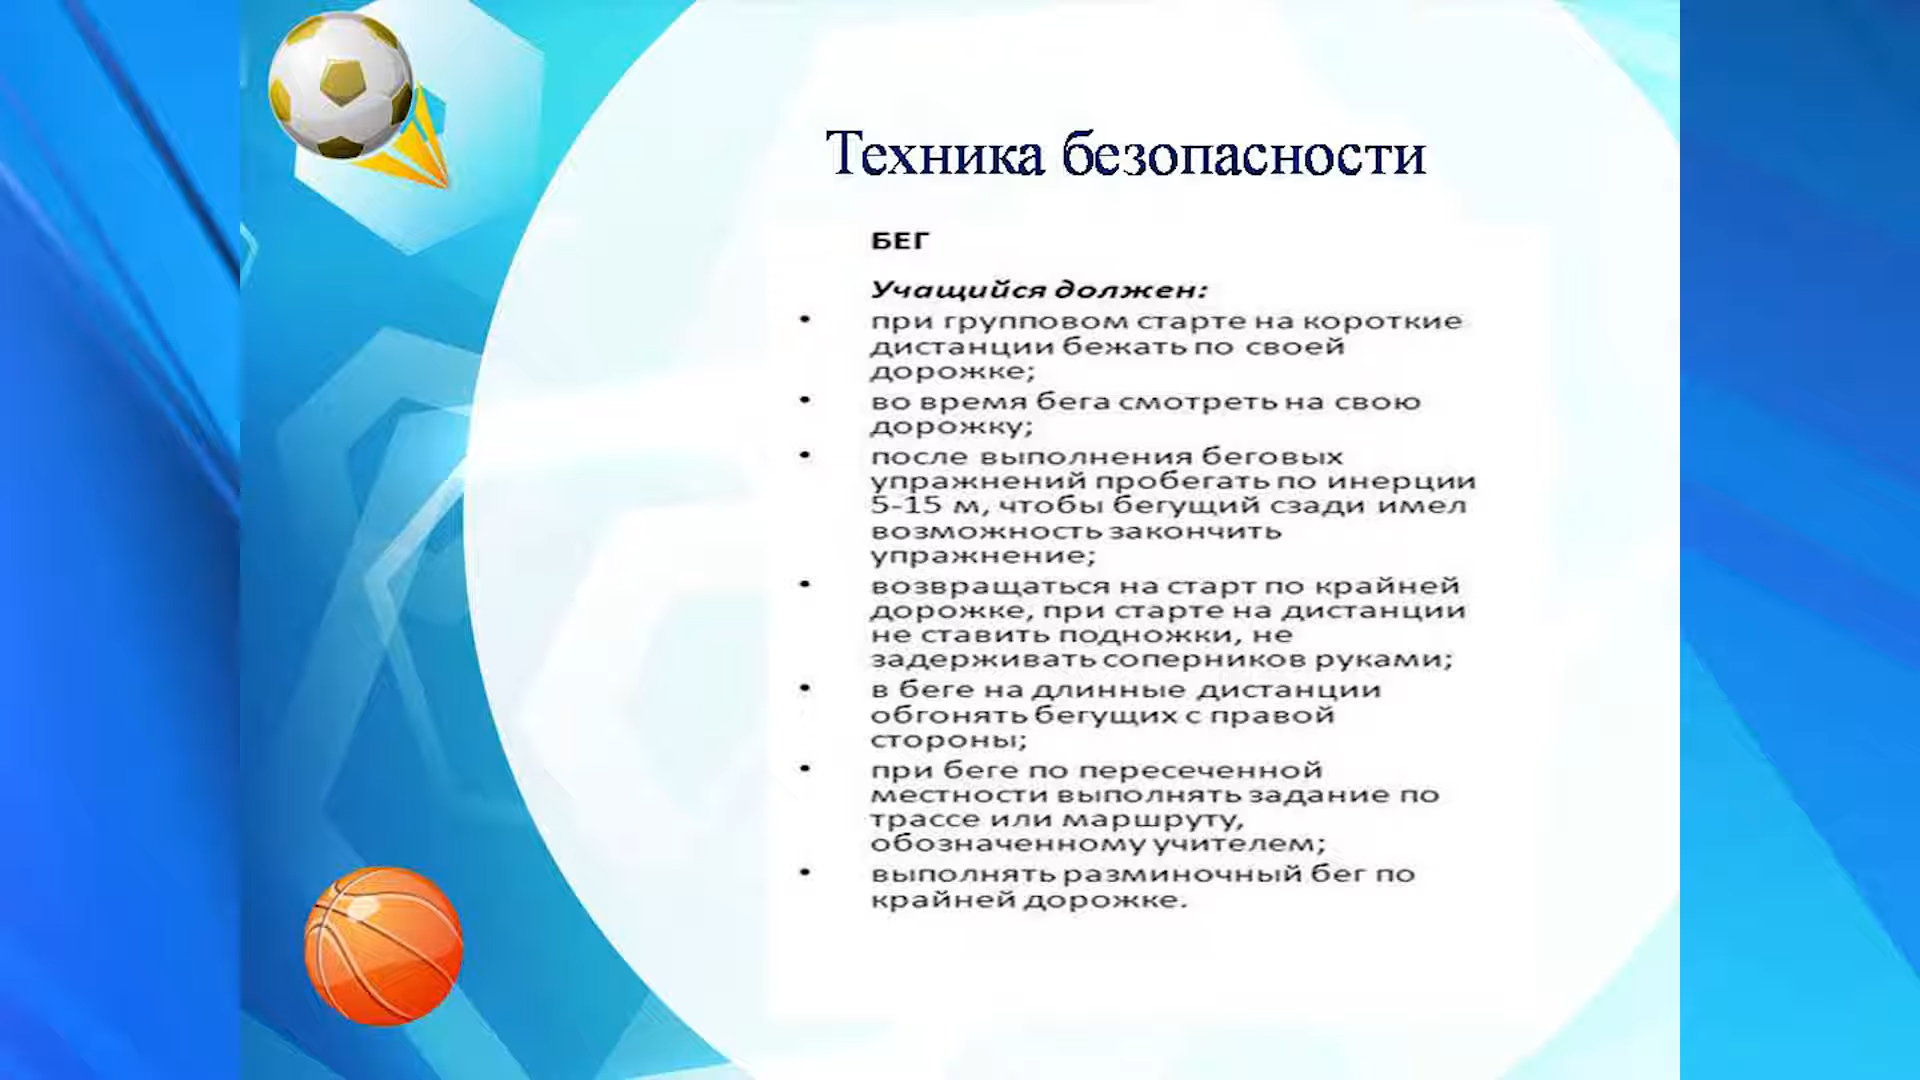 Техника безопасности
БЕГ
Учащийся должен:
• при групповом старте на короткие
дистанции бежать по своей
дорожке;
• во время бега смотреть на свою
дорожку;
• после выполнения беговых
упражнений пробегать по инерции
5-15 м, чтобы бегущий сзади имел
возможность закончить
упражнение;
• возвращаться на старт по крайней
дорожке, при старте на дистанции
не ставить подножки, не
задерживать соперников руками;
• в беге на длинные дистанции
обгонять бегущих с правой
стороны;
• при беге по пересеченной
местности выполнять задание по
трассе или маршруту,
обозначенному учителем;
• выполнять разминочный бег по
крайней дорожке.